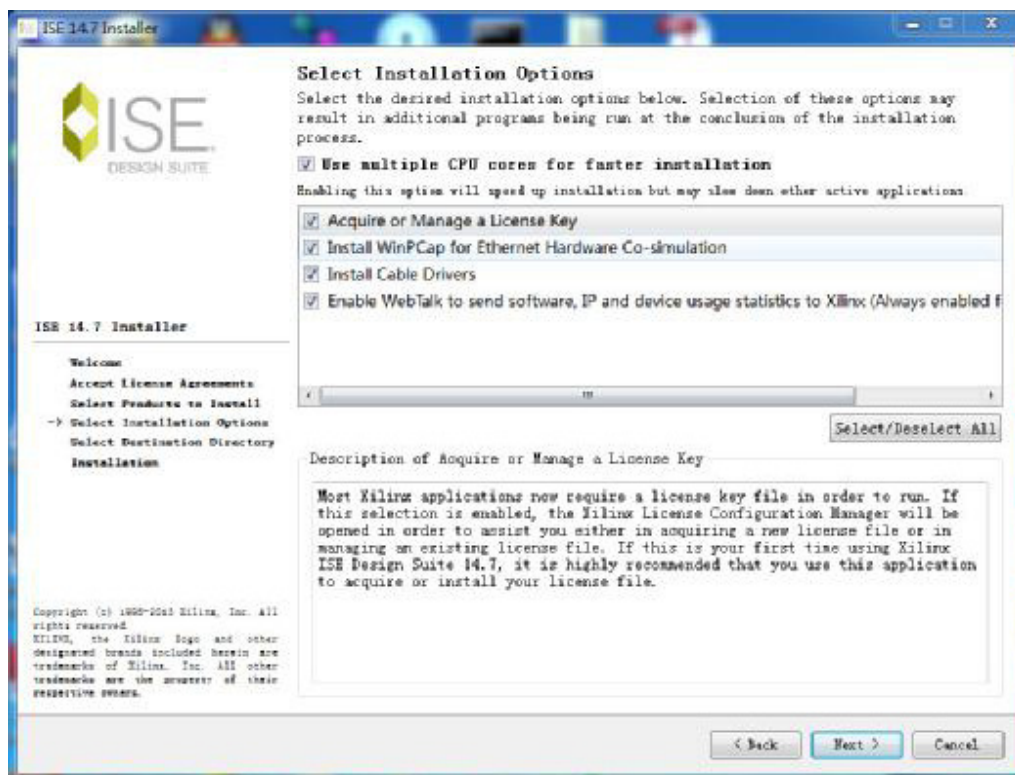 ISE 14.7 Installer
ISE
DESIGN SUITE
Select Installation Options
Select the desired installation options below. Selection of these options may
result in additional programs being run at the conclusion of the installation
process.
Use multiple CPU cores for faster installation
Enabling this option will speed up installation but may slow down other active applications
Acquire or Manage a License Key
Install WinPCap for Ethernet Hardware Co-simulation
Install Cable Drivers
Enable WebTalk to send software, IP and device usage statistics to Xilinx (Always enabled f
Select/Deselect All
ISE 14.7 Installer
Welcome
Accept License Agreements
Select Products to Install
-> Select Installation Options
Select Destination Directory
Installation
Description of Acquire or Manage a License Key
Most Xilinx applications now require a license key file in order to run. If
this selection is enabled, the Xilinx License Configuration Manager will be
opened in order to assist you either in acquiring a new license file or in
managing an existing license file. If this is your first time using Xilinx
ISE Design Suite 14.7, it is highly recommended that you use this application
to acquire or install your license file.
Copyright (c) 1995-2013 Xilinx, Inc. All
rights reserved.
XILINX, the Xilinx logo and other
designated brands included herein are
trademarks of Xilinx, Inc. All other
trademarks are the property of their
respective owners.
< Back
Next >
Cancel